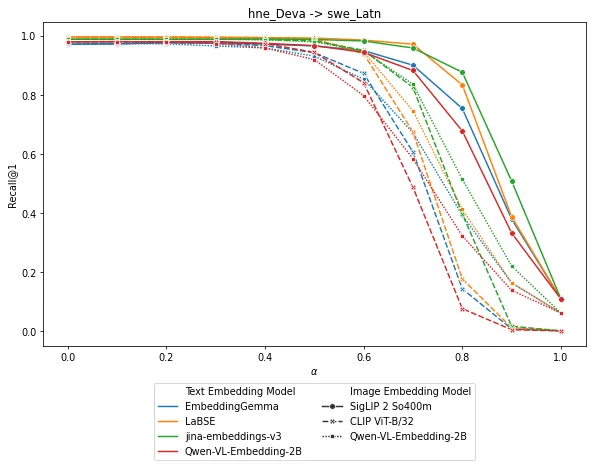 hne_Deva -> swe_Latn
Recall@1
1.0
0.8
0.6
0.4
0.2
0.0
0.0 0.2 0.4 0.6 0.8 1.0
α
Text Embedding Model
EmbeddingGemma
LaBSE
jina-embeddings-v3
Qwen-VL-Embedding-2B
Image Embedding Model
SigLIP 2 So400m
CLIP ViT-B/32
Qwen-VL-Embedding-2B